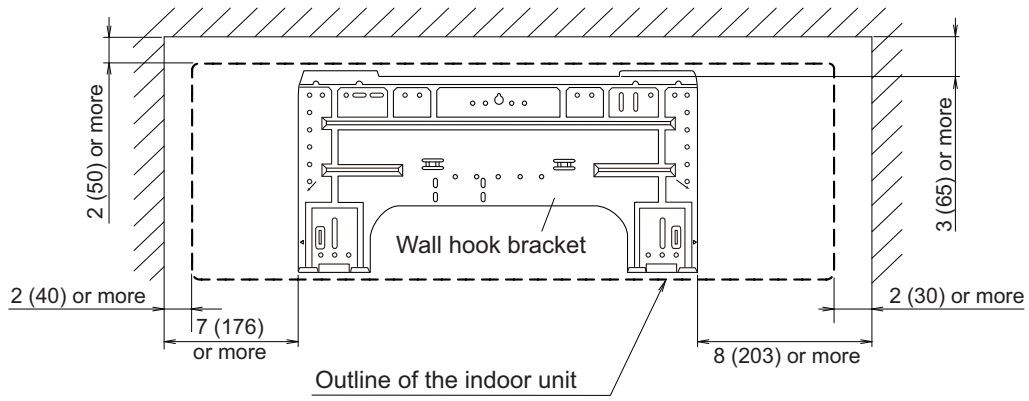 2 (50) or more
3 (65) or more
Wall hook bracket
2 (40) or more
2 (30) or more
7 (176)
or more
8 (203) or more
Outline of the indoor unit